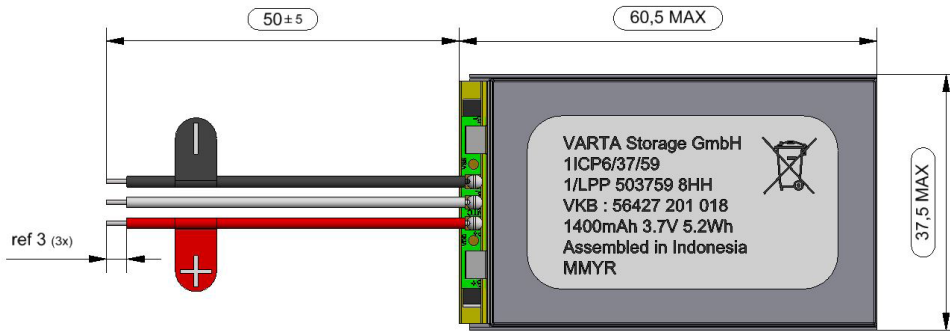 50 ± 5
60,5 MAX
VARTA Storage GmbH
1ICP6/37/59
1/LPP 503759 8HH
VKB : 56427 201 018
1400mAh 3.7V 5.2Wh
Assembled in Indonesia
MMYR
37,5 MAX
ref 3 (3x)